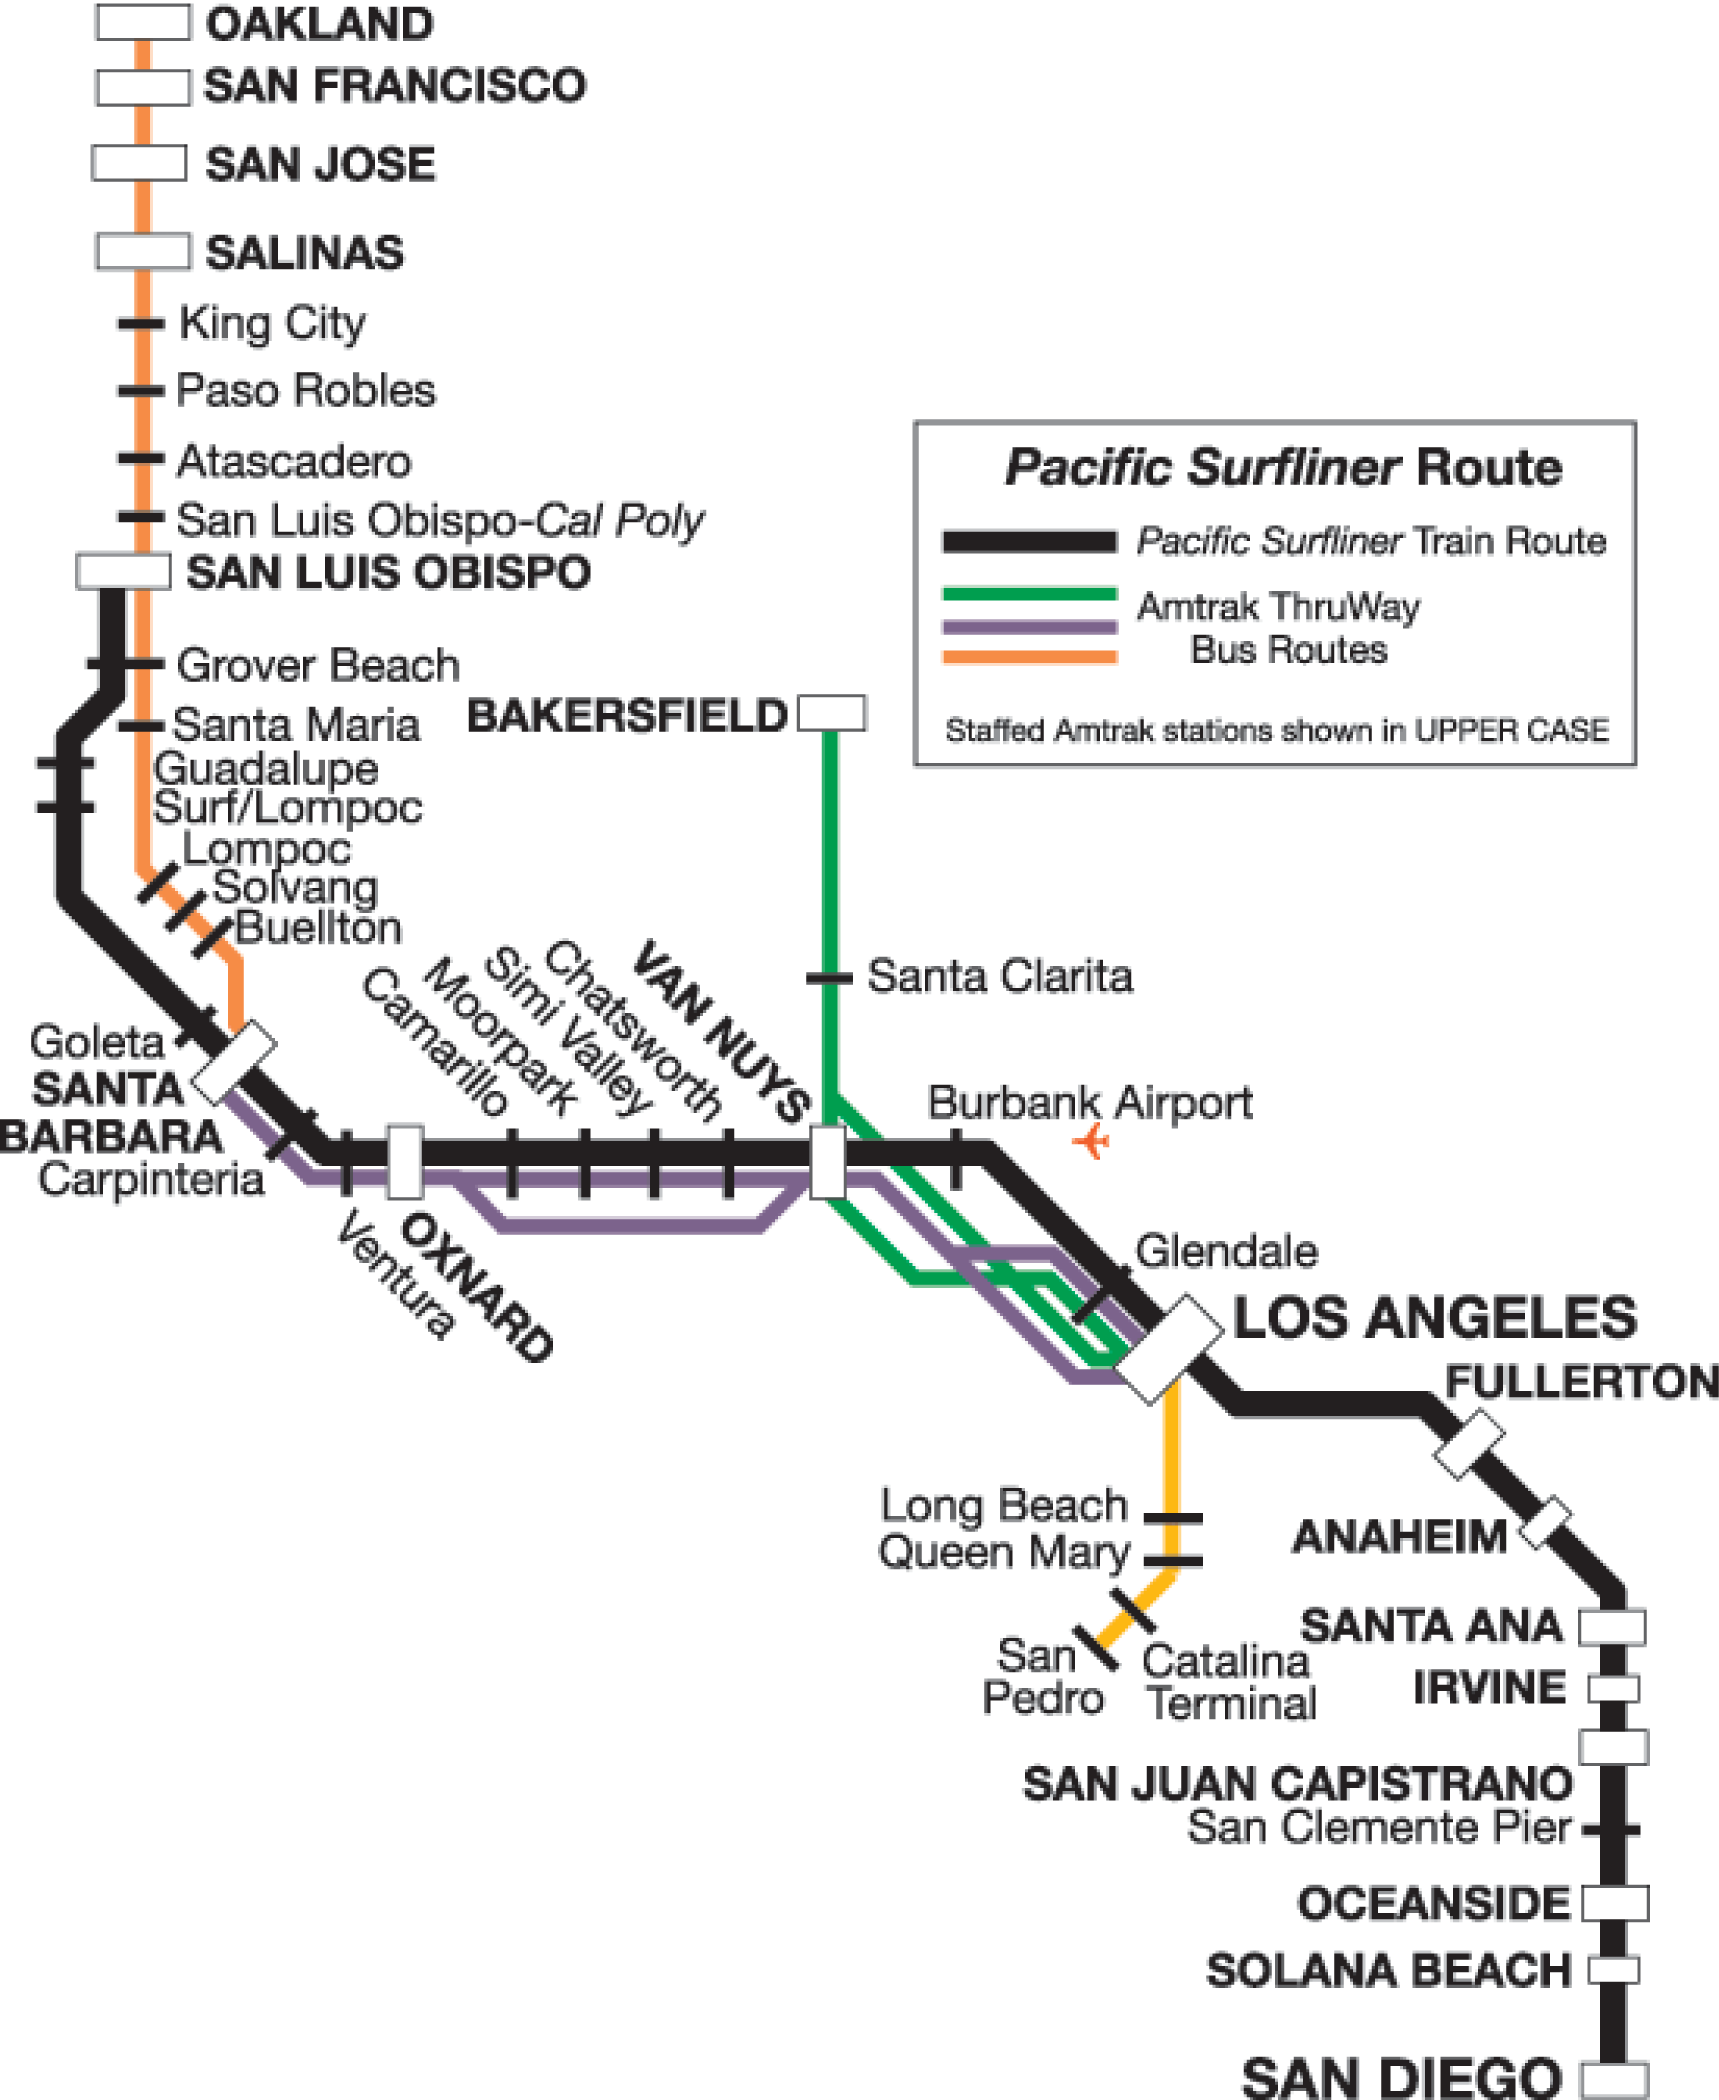 OAKLAND
SAN FRANCISCO
SAN JOSE
SALINAS
King City
Paso Robles
Atascadero
San Luis Obispo-Cal Poly
SAN LUIS OBISPO
Grover Beach
Santa Maria
Guadalupe
Surf/Lompoc
Lompoc
Solvang
Buellton
Pacific Surfliner Route
Pacific Surfliner Train Route
Amtrak ThruWay
Bus Routes
Staffed Amtrak stations shown in UPPER CASE
BAKERSFIELD
Santa Clarita
Goleta
SANTA
BARBARA
Carpinteria
Ventura
OXNARD
Camarillo
Moorpark
Simi Valley
Chatsworth
VAN NUYS
Burbank Airport
Glendale
LOS ANGELES
FULLERTON
Long Beach
Queen Mary
San
Pedro
Catalina
Terminal
ANAHEIM
SANTA ANA
IRVINE
SAN JUAN CAPISTRANO
San Clemente Pier
OCEANSIDE
SOLANA BEACH
SAN DIEGO